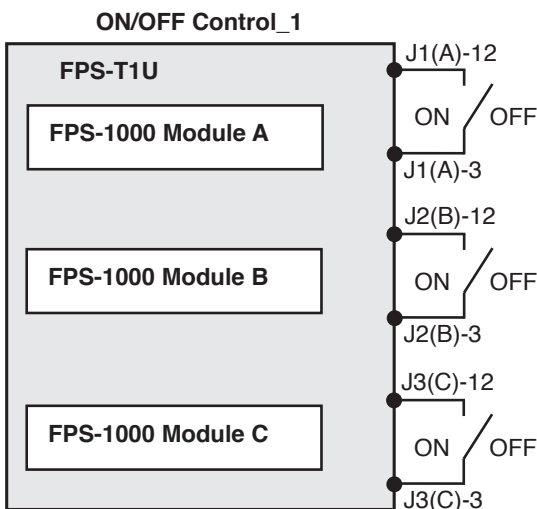 ON/OFF Control_1
FPS-T1U
J1(A)-12
FPS-1000 Module A
ON OFF
J1(A)-3
J2(B)-12
FPS-1000 Module B
ON OFF
J2(B)-3
J3(C)-12
FPS-1000 Module C
ON OFF
J3(C)-3